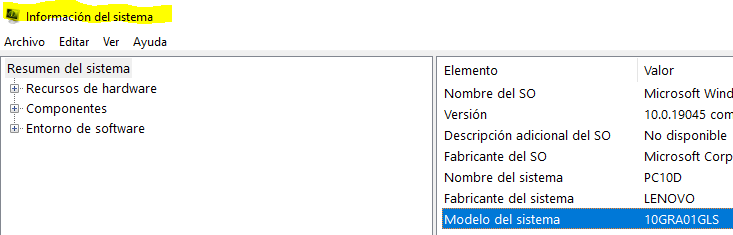 Información del sistema
Archivo Editar Ver Ayuda
Resumen del sistema
Recursos de hardware
Componentes
Entorno de software
Elemento Valor
Nombre del SO Microsoft Wind
Versión 10.0.19045 com
Descripción adicional del SO No disponible
Fabricante del SO Microsoft Corp
Nombre del sistema PC10D
Fabricante del sistema LENOVO
Modelo del sistema 10GRA01GLS